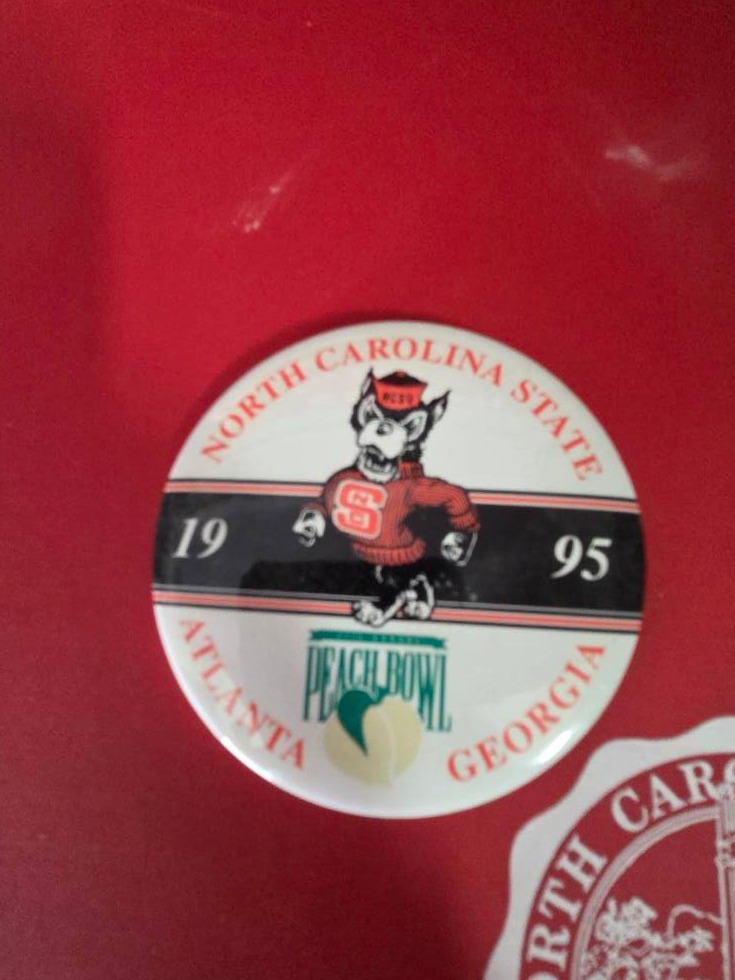 NORTH CAROLINA STATE
NCSU
S
19
95
PEACH BOWL
ATLANTA
GEORGIA
RTH CARO